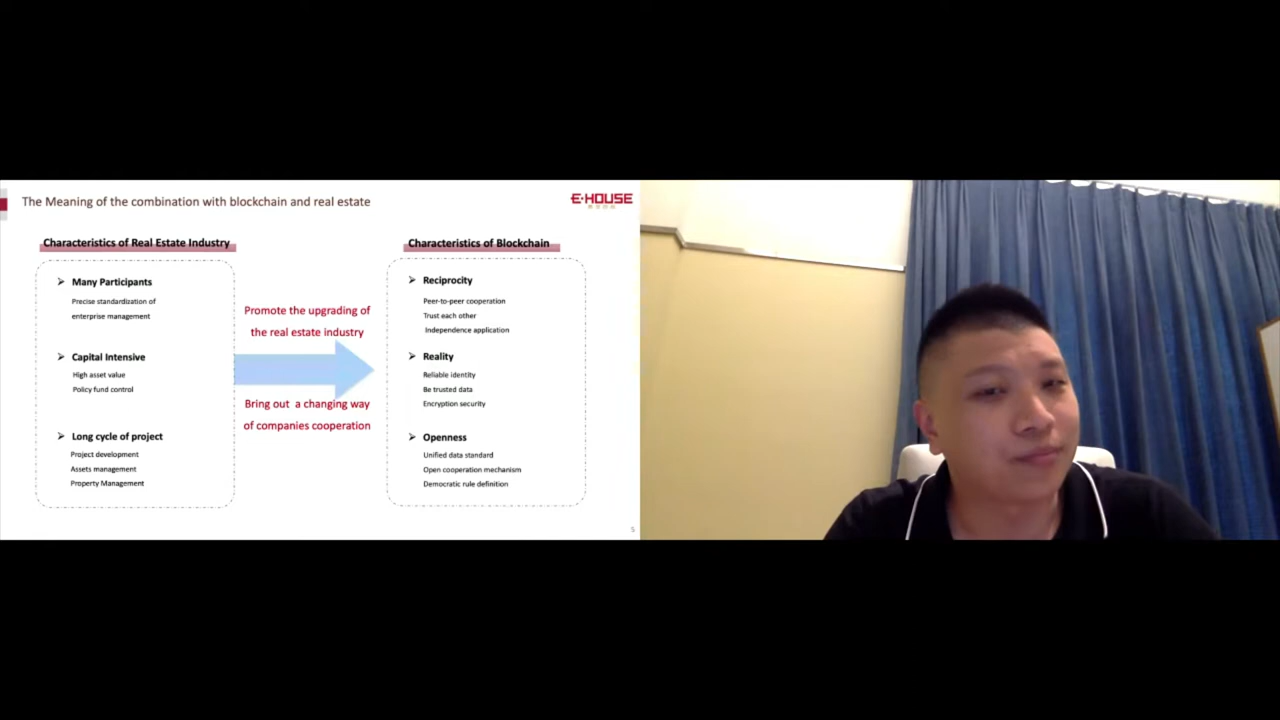 The Meaning of the combination with blockchain and real estate
E·HOUSE
Characteristics of Real Estate Industry
Many Participants
Precise standardization of
enterprise management
Capital Intensive
High asset value
Policy fund control
Long cycle of project
Project development
Assets management
Property Management
Promote the upgrading of
the real estate industry
Bring out a changing way
of companies cooperation
Characteristics of Blockchain
Reciprocity
Peer-to-peer cooperation
Trust each other
Independence application
Reality
Reliable identity
Be trusted data
Encryption security
Openness
Unified data standard
Open cooperation mechanism
Democratic rule definition
5